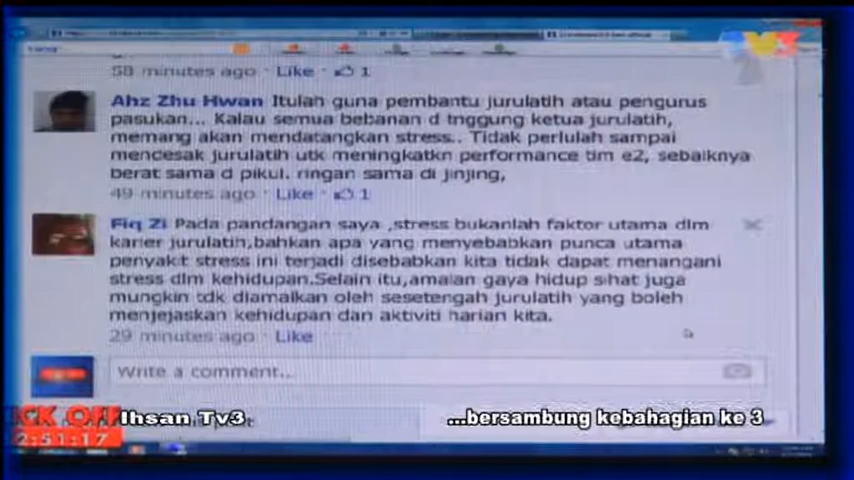 TV3
58 minutes ago · Like · 1
Ahz Zhu Hwan Itulah guna pembantu jurulatih atau pengurus
pasukan... Kalau semua bebanan d tnggung ketua jurulatih,
memang akan mendatangkan stress.. Tidak perlulah sampai
mencesak jurulatih utk meningkatkn performance tim e2, sebaiknya
berat sama d pikul. ringan sama di jinjing,
49 minutes ago · Like · 1
Fiq Zi Pada pandangan saya ,stress bukanlah faktor utama dlm
karier jurulatih,bahkan apa yang menyebabkan punca utama
penyakit stress ini terjadi disebabkan kita tidak dapat menangani
stress dlm kehidupan.Selain itu,amalan gaya hidup sihat juga
mungkin tdk diamalkan oleh sesetengah jurulatih yang boleh
menjejaskan kehidupan dan aktiviti harian kita.
29 minutes ago · Like
Write a comment...
KICK OFF Ihsan Tv3 ...bersambung kebahagian ke 3
2:51:17